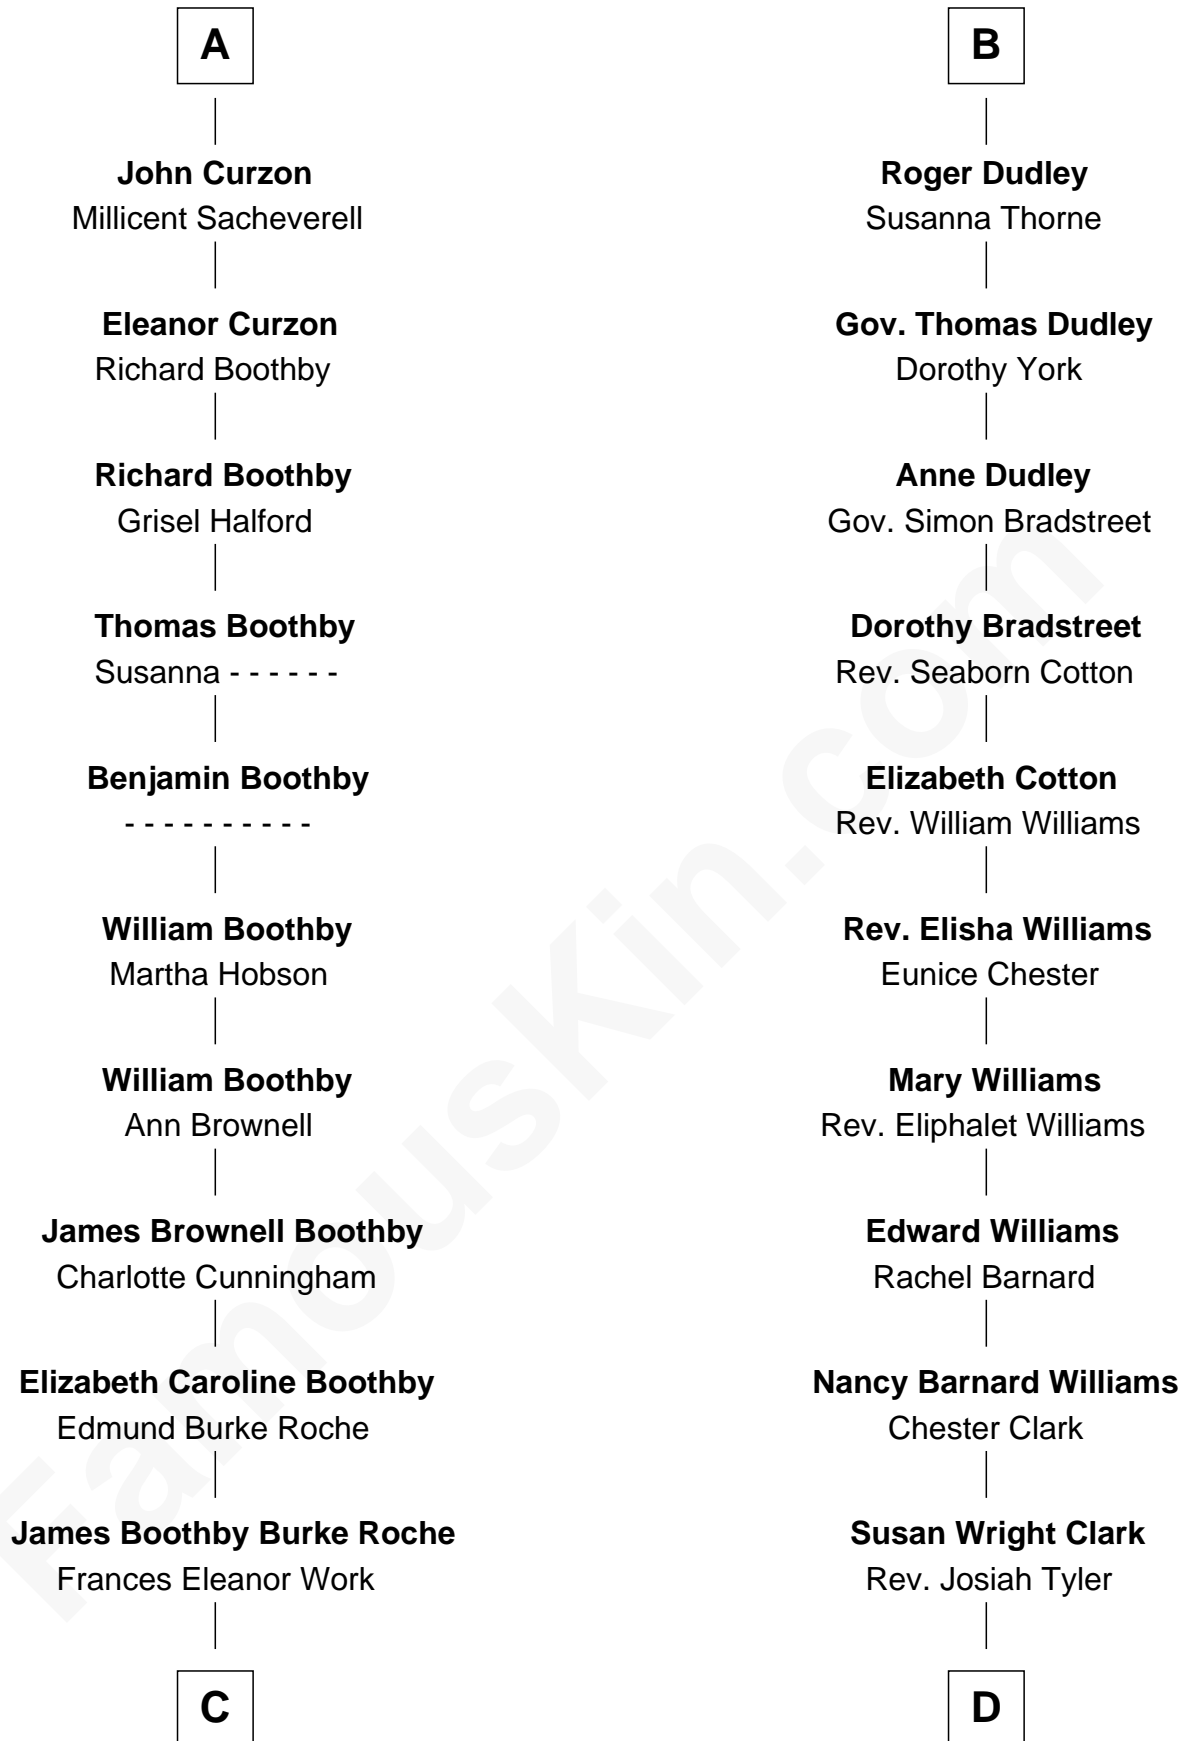 A
John Curzon
Millicent Sacheverell
Eleanor Curzon
Richard Boothby
Richard Boothby
Grisel Halford
Thomas Boothby
Susanna - - - - - -
Benjamin Boothby
- - - - - - - - - -
William Boothby
Martha Hobson
William Boothby
Ann Brownell
James Brownell Boothby
Charlotte Cunningham
Elizabeth Caroline Boothby
Edmund Burke Roche
James Boothby Burke Roche
Frances Eleanor Work
C
B
Roger Dudley
Susanna Thorne
Gov. Thomas Dudley
Dorothy York
Anne Dudley
Gov. Simon Bradstreet
Dorothy Bradstreet
Rev. Seaborn Cotton
Elizabeth Cotton
Rev. William Williams
Rev. Elisha Williams
Eunice Chester
Mary Williams
Rev. Eliphalet Williams
Edward Williams
Rachel Barnard
Nancy Barnard Williams
Chester Clark
Susan Wright Clark
Rev. Josiah Tyler
D
FamousKin.com